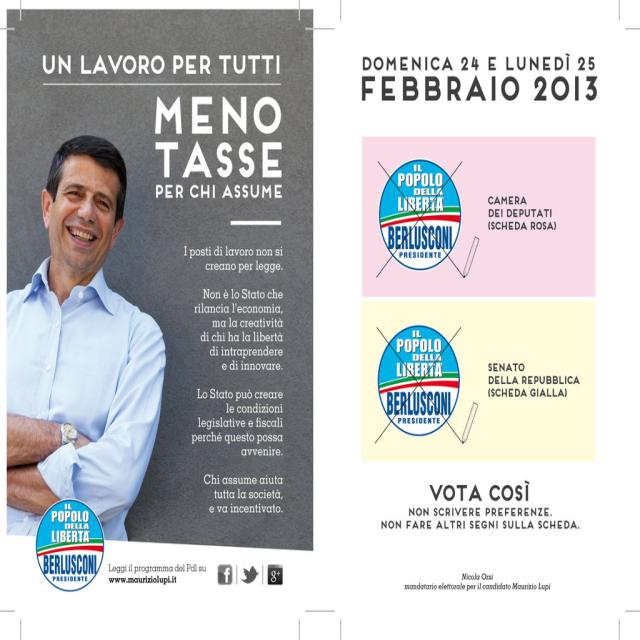 UN LAVORO PER TUTTI
MENO
TASSE
PER CHI ASSUME
I posti di lavoro non si
creano per legge.
Non è lo Stato che
rilancia l'economia,
ma la creatività
di chi ha la libertà
di intraprendere
e di innovare.
Lo Stato può creare
le condizioni
legislative e fiscali
perché questo possa
avvenire.
Chi assume aiuta
tutta la società,
e va incentivato.
IL
POPOLO
DELLA
LIBERTÀ
BERLUSCONI
PRESIDENTE
Leggi il programma del Pdl su
www.mauriziolupi.it
f
g+
DOMENICA 24 E LUNEDÌ 25
FEBBRAIO 2013
IL
POPOLO
DELLA
LIBERTÀ
BERLUSCONI
PRESIDENTE
CAMERA
DEI DEPUTATI
(SCHEDA ROSA)
IL
POPOLO
DELLA
LIBERTÀ
BERLUSCONI
PRESIDENTE
SENATO
DELLA REPUBBLICA
(SCHEDA GIALLA)
VOTA COSÌ
NON SCRIVERE PREFERENZE.
NON FARE ALTRI SEGNI SULLA SCHEDA.
Nicola Orsi
mandatario elettorale per il candidato Maurizio Lupi